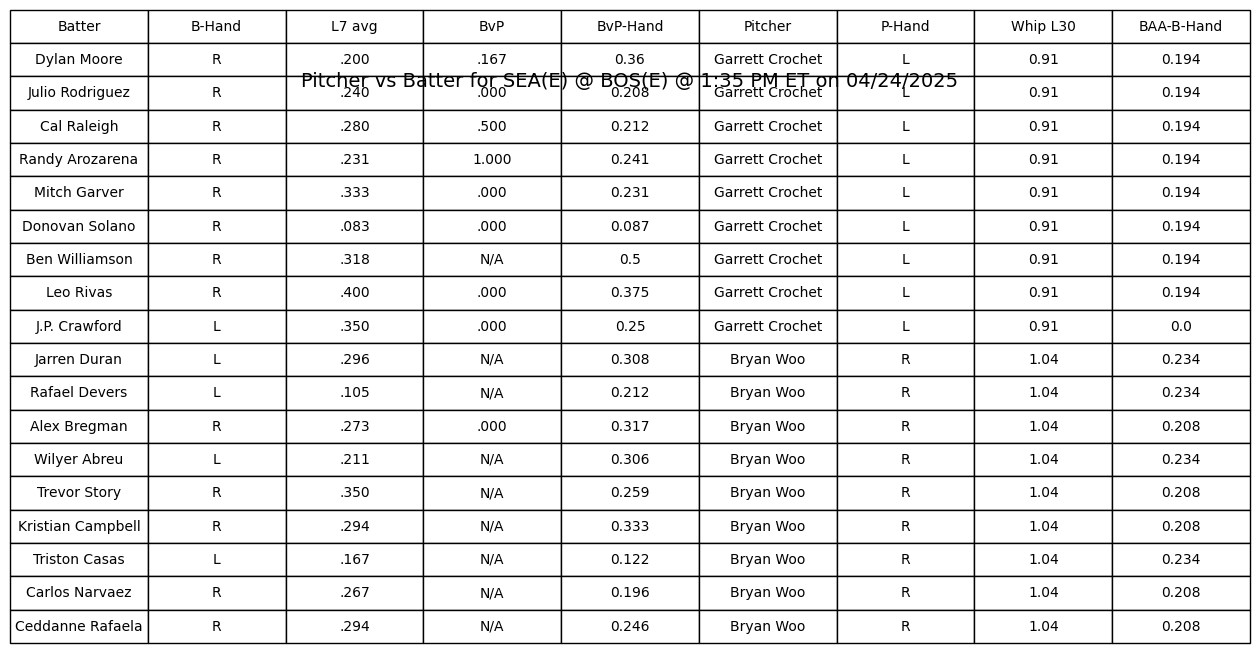 Batter B-Hand L7 avg BvP BvP-Hand Pitcher P-Hand Whip L30 BAA-B-Hand
Dylan Moore R .200 .167 0.36 Garrett Crochet L 0.91 0.194
Pitcher vs Batter for SEA(E) @ BOS(E) @ 1:35 PM ET on 04/24/2025
Julio Rodriguez R .240 .000 0.208 Garrett Crochet L 0.91 0.194
Cal Raleigh R .280 .500 0.212 Garrett Crochet L 0.91 0.194
Randy Arozarena R .231 1.000 0.241 Garrett Crochet L 0.91 0.194
Mitch Garver R .333 .000 0.231 Garrett Crochet L 0.91 0.194
Donovan Solano R .083 .000 0.087 Garrett Crochet L 0.91 0.194
Ben Williamson R .318 N/A 0.5 Garrett Crochet L 0.91 0.194
Leo Rivas R .400 .000 0.375 Garrett Crochet L 0.91 0.194
J.P. Crawford L .350 .000 0.25 Garrett Crochet L 0.91 0.0
Jarren Duran L .296 N/A 0.308 Bryan Woo R 1.04 0.234
Rafael Devers L .105 N/A 0.212 Bryan Woo R 1.04 0.234
Alex Bregman R .273 .000 0.317 Bryan Woo R 1.04 0.208
Wilyer Abreu L .211 N/A 0.306 Bryan Woo R 1.04 0.234
Trevor Story R .350 N/A 0.259 Bryan Woo R 1.04 0.208
Kristian Campbell R .294 N/A 0.333 Bryan Woo R 1.04 0.208
Triston Casas L .167 N/A 0.122 Bryan Woo R 1.04 0.234
Carlos Narvaez R .267 N/A 0.196 Bryan Woo R 1.04 0.208
Ceddanne Rafaela R .294 N/A 0.246 Bryan Woo R 1.04 0.208